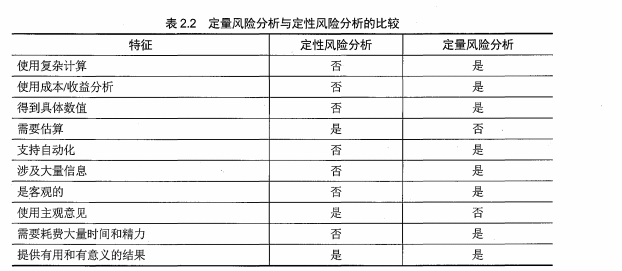 表 2.2 定量风险分析与定性风险分析的比较
特征 定性风险分析 定量风险分析
使用复杂计算 否 是
使用成本/收益分析 否 是
得到具体数值 否 是
需要估算 是 否
支持自动化 否 是
涉及大量信息 否 是
是客观的 否 是
使用主观意见 是 否
需要耗费大量时间和精力 否 是
提供有用和有意义的结果 是 是